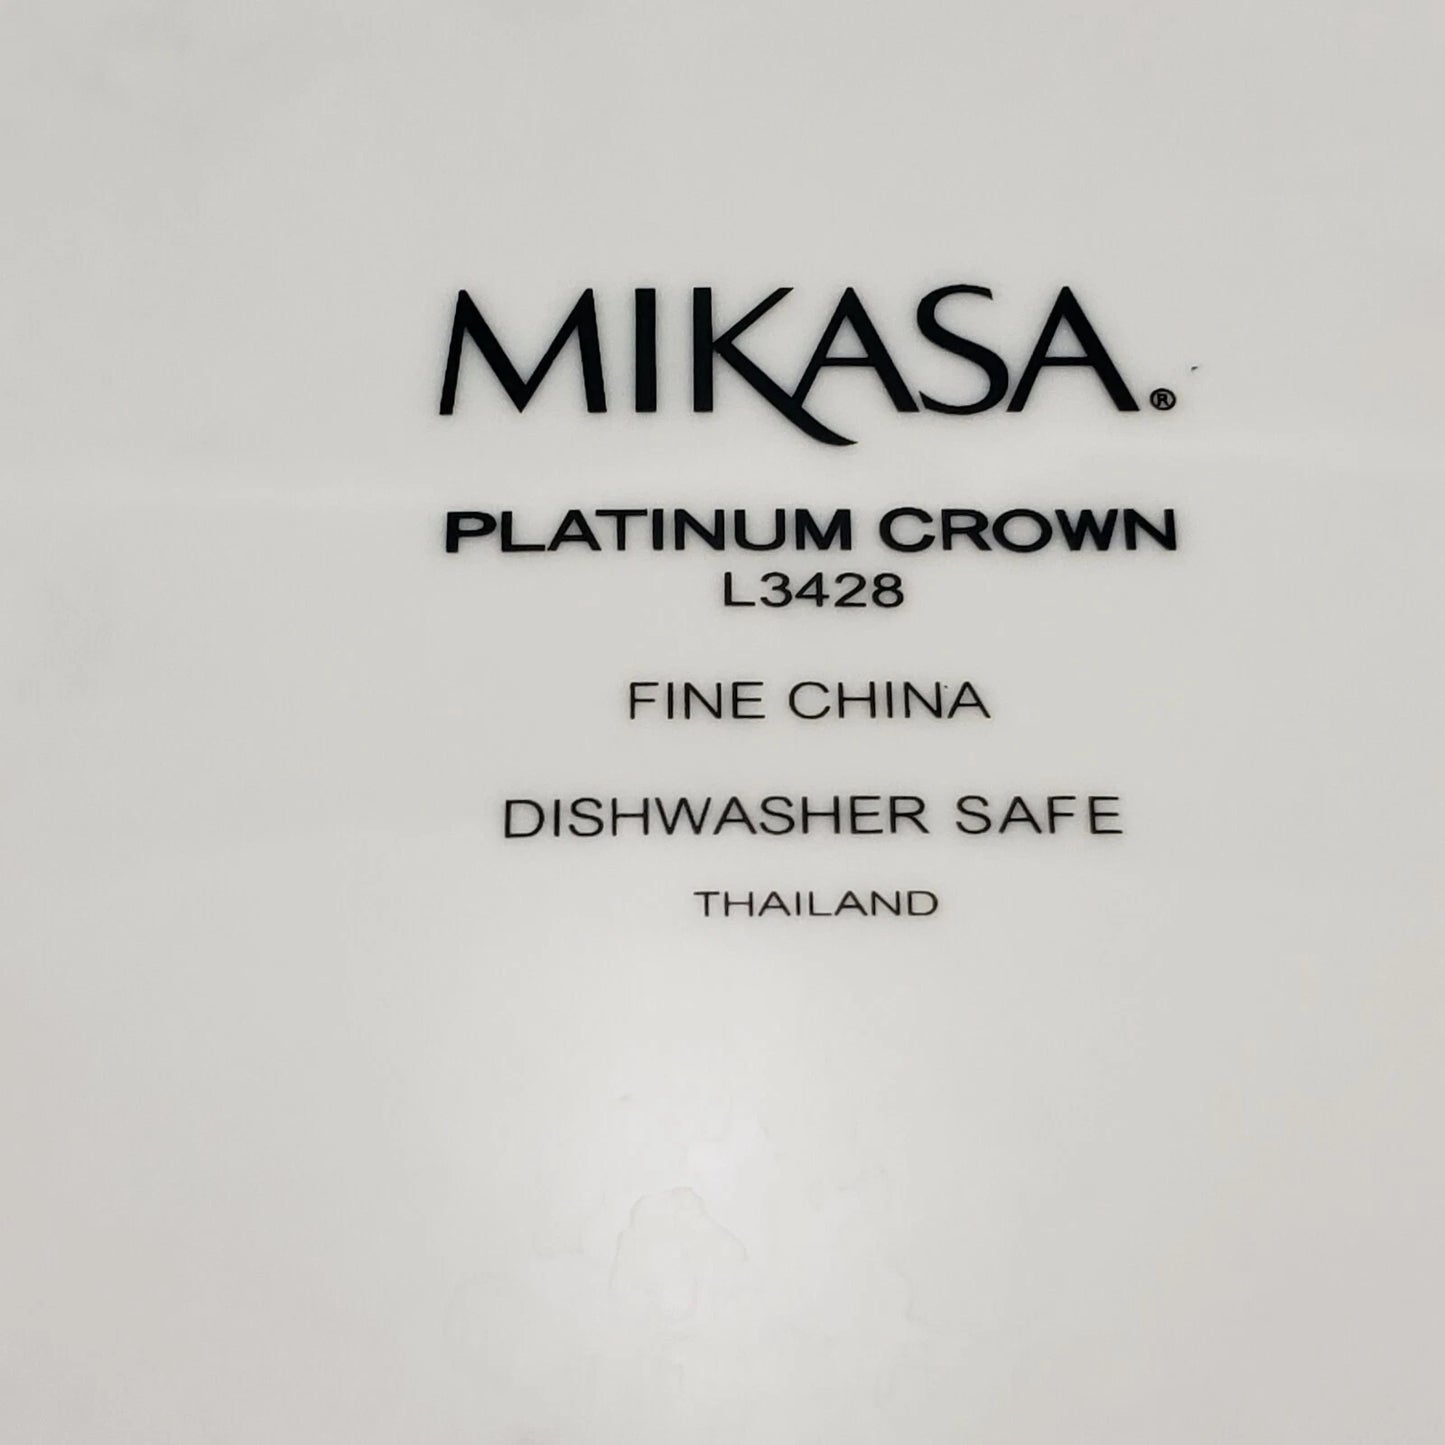 MIKASA®
PLATINUM CROWN
L3428
FINE CHINA
DISHWASHER SAFE
THAILAND